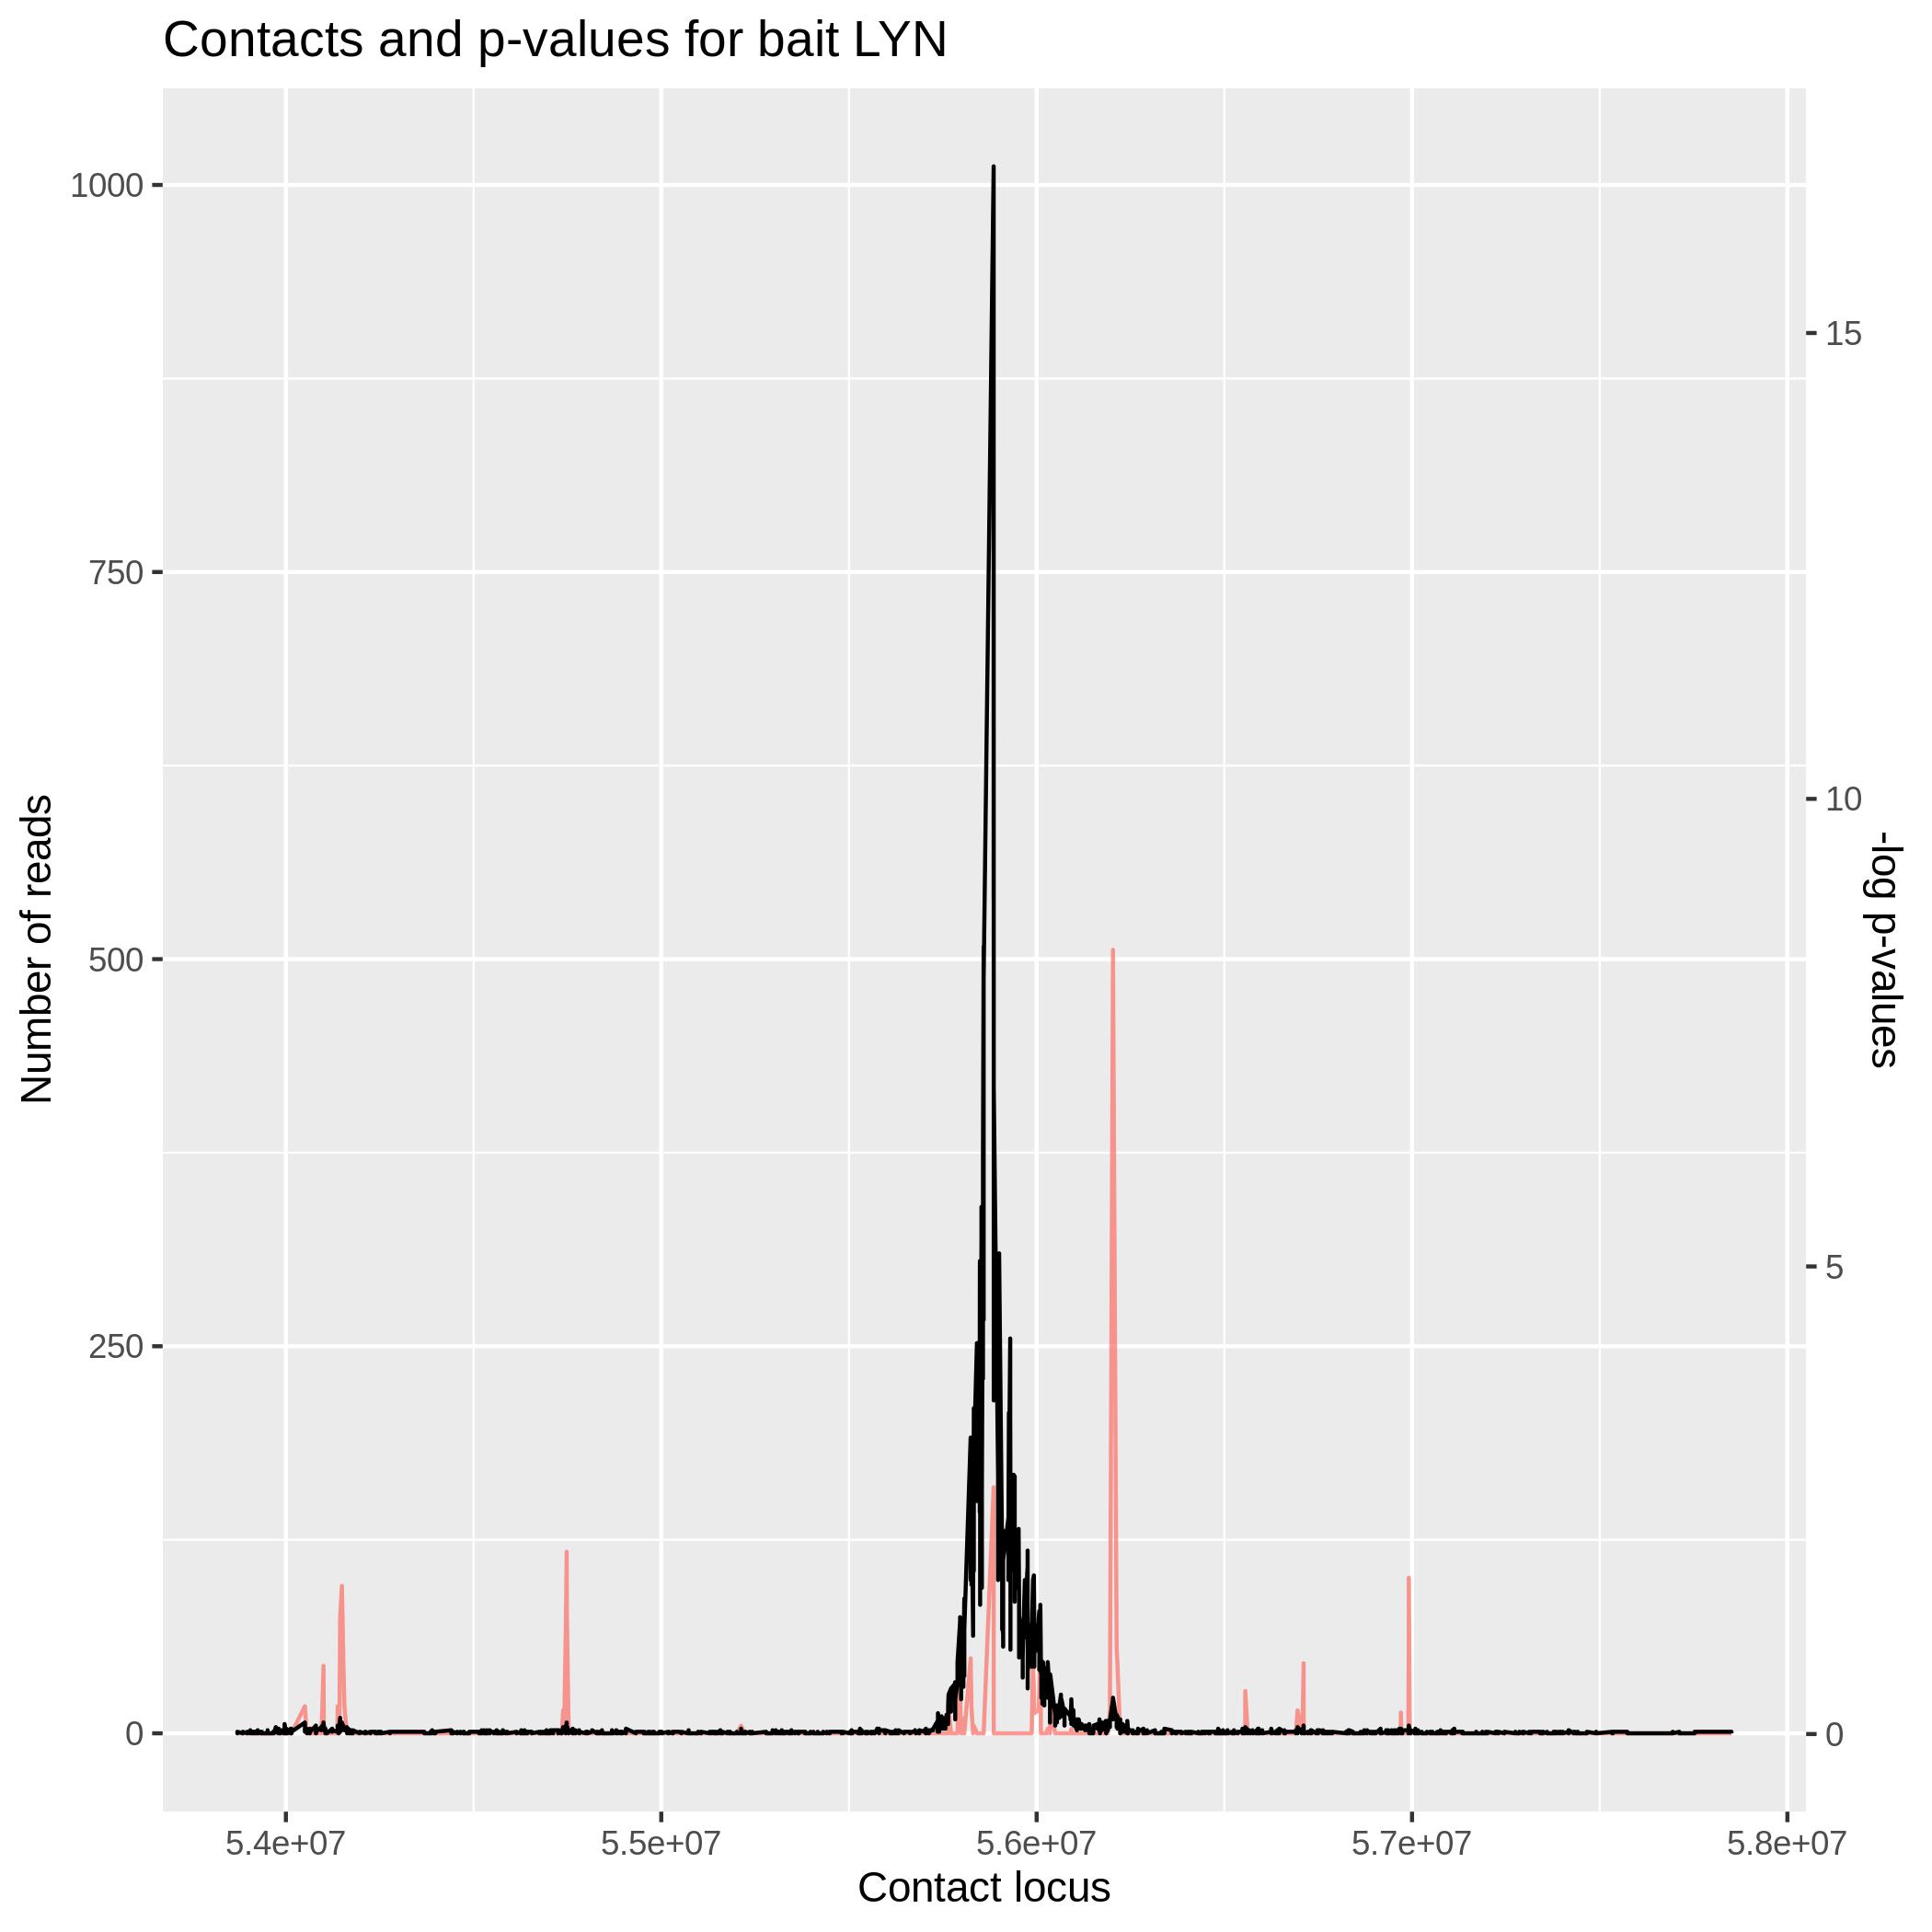 Contacts and p-values for bait LYN
1000
750
500
250
0
15
10
5
0
Number of reads
-log p-values
5.4e+07
5.5e+07
5.6e+07
5.7e+07
5.8e+07
Contact locus